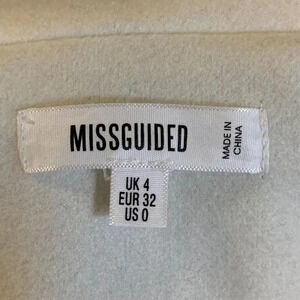 MISSGUIDED
MADE IN
CHINA
UK 4
EUR 32
US 0